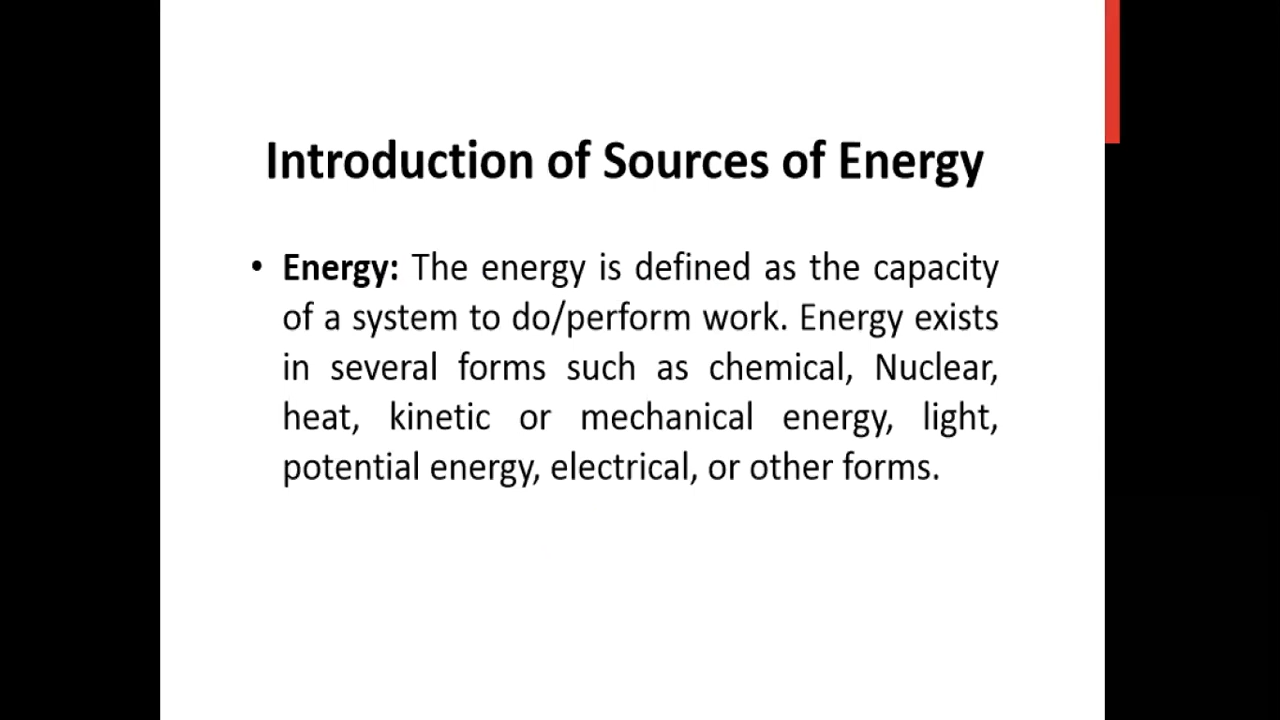 Introduction of Sources of Energy
• Energy: The energy is defined as the capacity
of a system to do/perform work. Energy exists
in several forms such as chemical, Nuclear,
heat, kinetic or mechanical energy, light,
potential energy, electrical, or other forms.